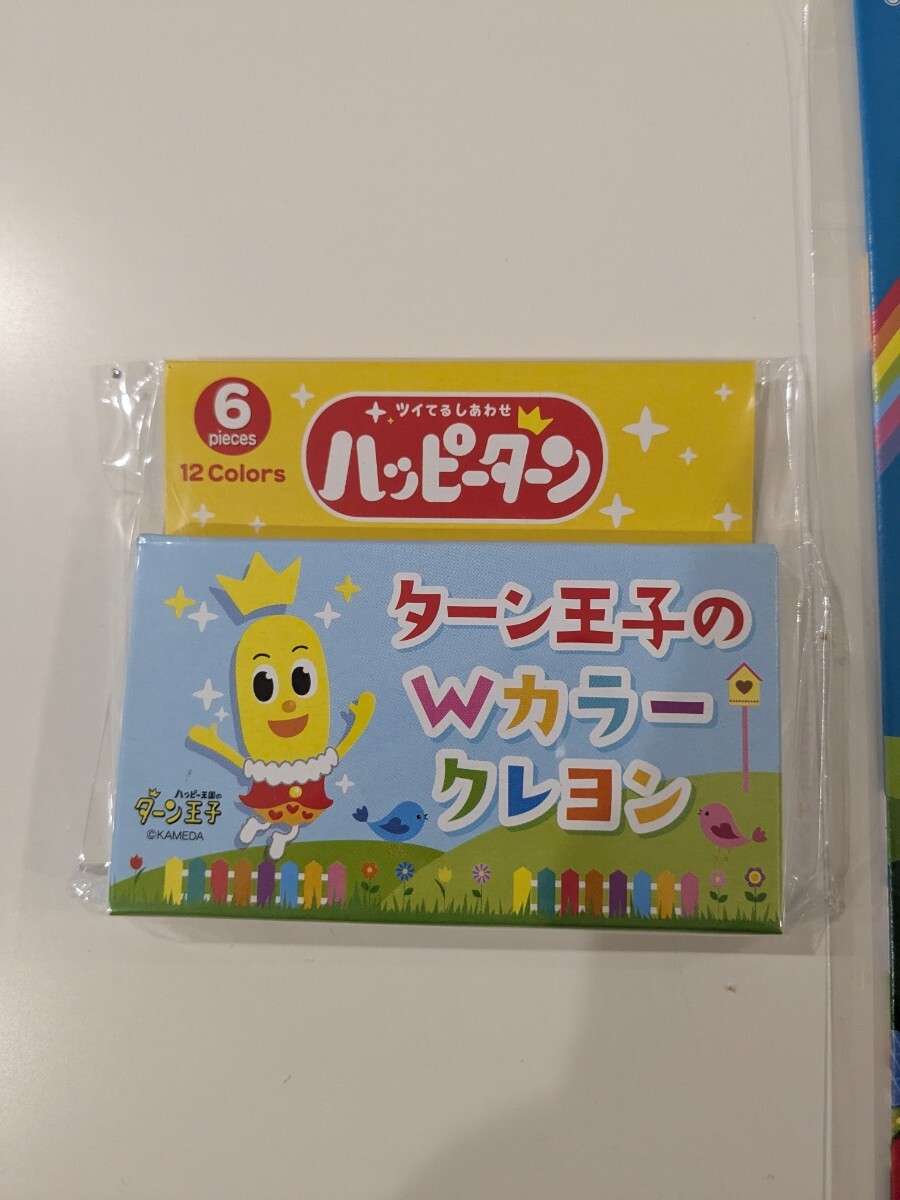 6
pieces
12 Colors
ツイてるしあわせ
ハッピーターン
ターン王子の
Wカラー
クレヨン
ハッピー王国の
ターン王子
©KAMEDA